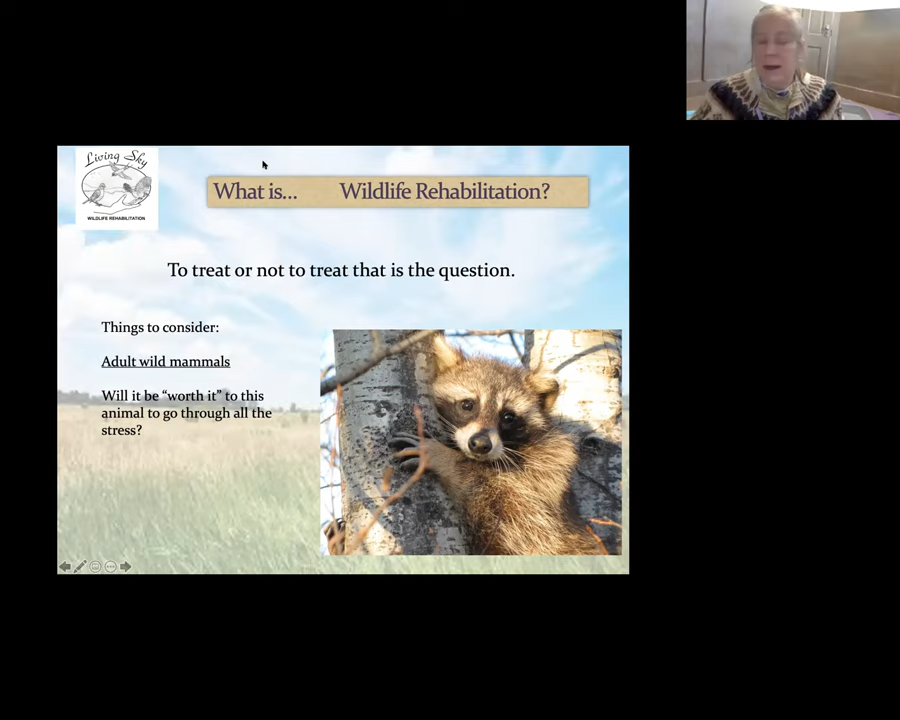 Living Sky
WILDLIFE REHABILITATION
What is... Wildlife Rehabilitation?
To treat or not to treat that is the question.
Things to consider:
Adult wild mammals
Will it be “worth it” to this
animal to go through all the
stress?